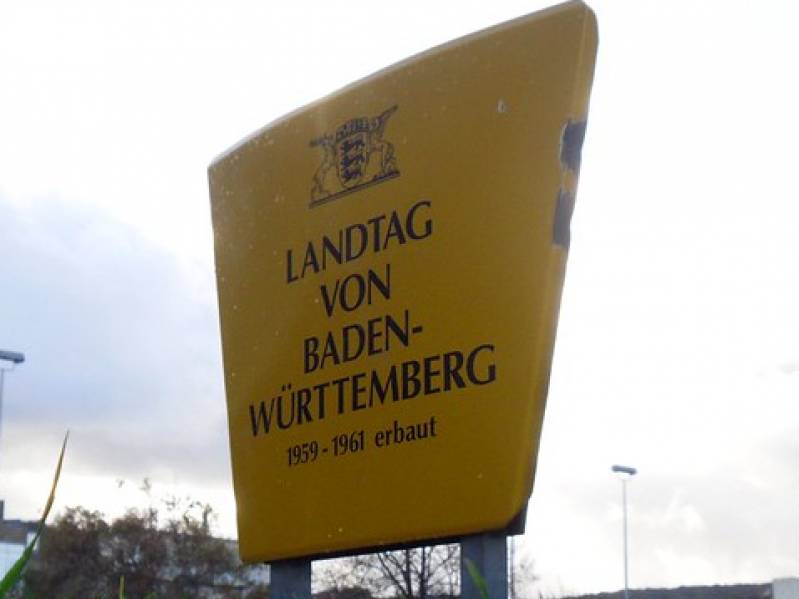 LANDTAG
VON
BADEN-
WÜRTTEMBERG
1959-1961 erbaut